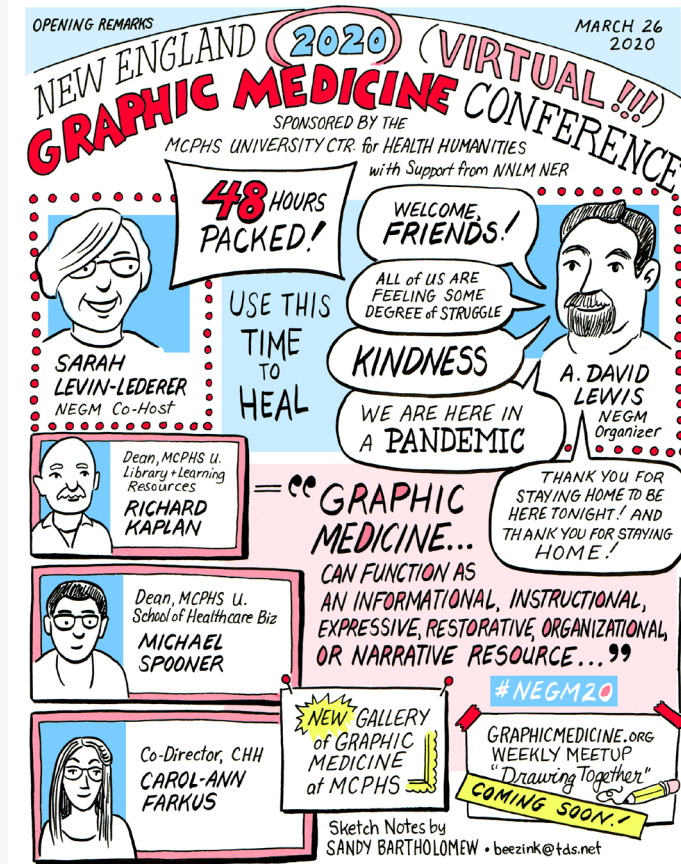 OPENING REMARKS
MARCH 26
2020
NEW ENGLAND 2020 (VIRTUAL !!!)
GRAPHIC MEDICINE CONFERENCE
SPONSORED BY THE
MCPHS UNIVERSITY CTR. for HEALTH HUMANITIES
with Support from NNLM NER
48 HOURS
PACKED!
WELCOME,
FRIENDS!
ALL of US ARE
FEELING SOME
DEGREE of STRUGGLE
KINDNESS
WE ARE HERE IN
A PANDEMIC
USE THIS
TIME
TO
HEAL
SARAH
LEVIN-LEDERER
NEGM Co-Host
A. DAVID
LEWIS
NEGM
Organizer
THANK YOU FOR
STAYING HOME TO BE
HERE TONIGHT! AND
THANK YOU FOR STAYING
HOME!
Dean, MCPHS U.
Library + Learning
Resources
RICHARD
KAPLAN
= "GRAPHIC
MEDICINE...
CAN FUNCTION AS
AN INFORMATIONAL, INSTRUCTIONAL,
EXPRESSIVE, RESTORATIVE, ORGANIZATIONAL,
OR NARRATIVE RESOURCE..."
Dean, MCPHS U.
School of Healthcare Biz
MICHAEL
SPOONER
#NEGM20
Co-Director, CHH
CAROL-ANN
FARKUS
NEW GALLERY
of GRAPHIC
MEDICINE
at MCPHS
GRAPHICMEDICINE.ORG
WEEKLY MEETUP
"Drawing Together"
COMING SOON!
Sketch Notes by
SANDY BARTHOLOMEW • beezink@tds.net